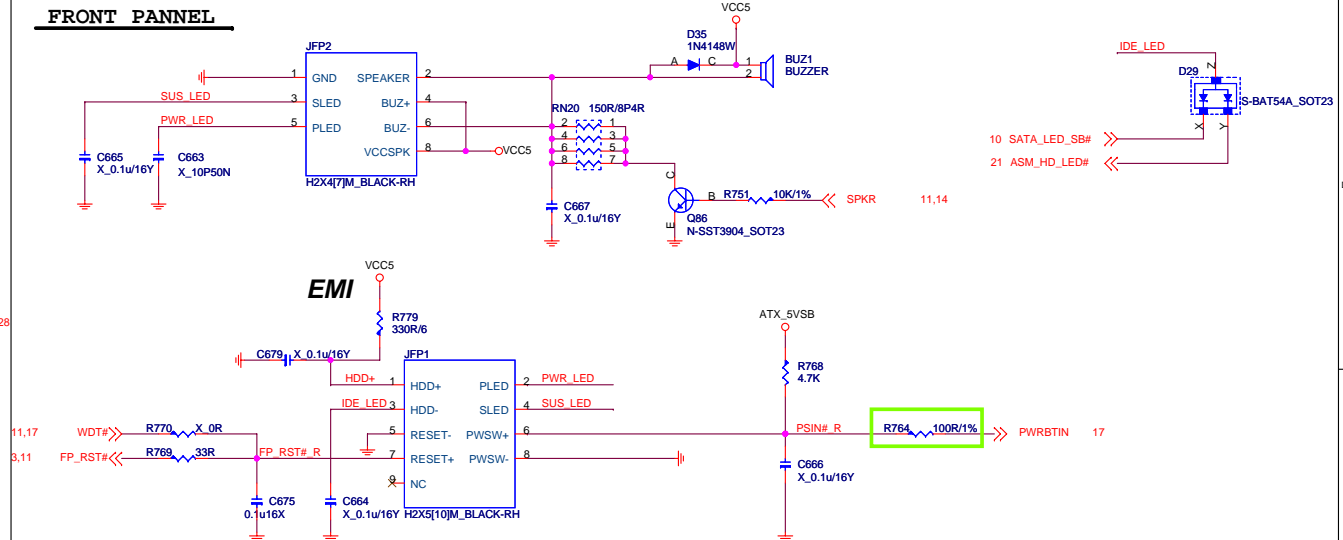 FRONT PANNEL
VCC5
JFP2
D35
1N4148W
BUZ1
BUZZER
A C 1
2
IDE_LED
D29
Z
S-BAT54A_SOT23
X Y
10 SATA_LED_SB#
21 ASM_HD_LED#
1 GND SPEAKER 2
SUS_LED 3 SLED BUZ+ 4
PWR_LED 5 PLED BUZ- 6
VCCSPK 8 VCC5
H2X4[7]M_BLACK-RH
C665
X_0.1u/16Y
C663
X_10P50N
RN20 150R/8P4R
2 1
4 3
6 5
8 7
C667
X_0.1u/16Y
C
B
E
Q86
N-SST3904_SOT23
R751 10K/1% SPKR 11,14
EMI
VCC5
R779
330R/6
C679 X_0.1u/16Y
JFP1
HDD+ 1 HDD+ PLED 2 PWR_LED
IDE_LED 3 HDD- SLED 4 SUS_LED
5 RESET- PWSW+ 6
7 RESET+ PWSW- 8
9 NC
H2X5[10]M_BLACK-RH
28
11,17 WDT# R770 X_0R
3,11 FP_RST# R769 33R FP_RST#_R
C675
0.1u16X
C664
X_0.1u/16Y
ATX_5VSB
R768
4.7K
PSIN#_R R764 100R/1% PWRBTIN 17
C666
X_0.1u/16Y